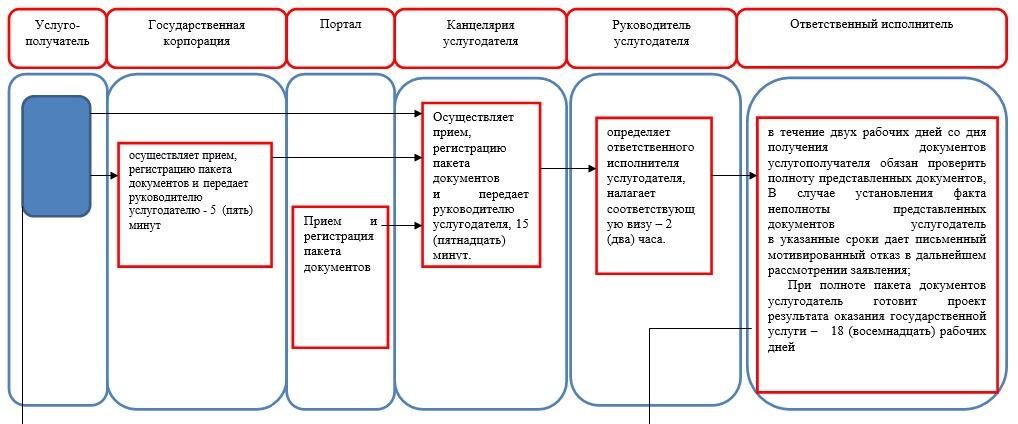 Услуго-
получатель
Государственная
корпорация
Портал
Канцелярия
услугодателя
Руководитель
услугодателя
Ответственный исполнитель
осуществляет прием,
регистрацию пакета
документов и передает
руководителю
услугодателю - 5 (пять)
минут
Прием и
регистрация
пакета
документов
Осуществляет
прием,
регистрацию
пакета
документов
и передает
руководителю
услугодателя, 15
(пятнадцать)
минут.
определяет
ответственного
исполнителя
услугодателя,
налагает
соответствующ
ую визу – 2
(два) часа.
в течение двух рабочих дней со дня
получения документов
услугополучателя обязан проверить
полноту представленных документов,
В случае установления факта
неполноты представленных
документов услугодатель
в указанные сроки дает письменный
мотивированный отказ в дальнейшем
рассмотрении заявления;
При полноте пакета документов
услугодатель готовит проект
результата оказания государственной
услуги – 18 (восемнадцать) рабочих
дней